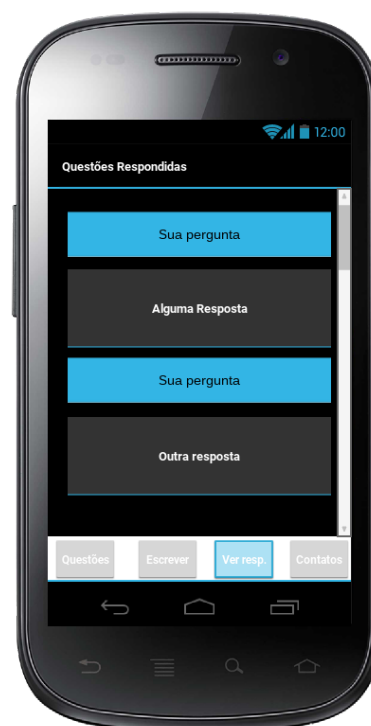 12:00
Questões Respondidas
Sua pergunta
Alguma Resposta
Sua pergunta
Outra resposta
Questões Escrever Ver resp. Contatos